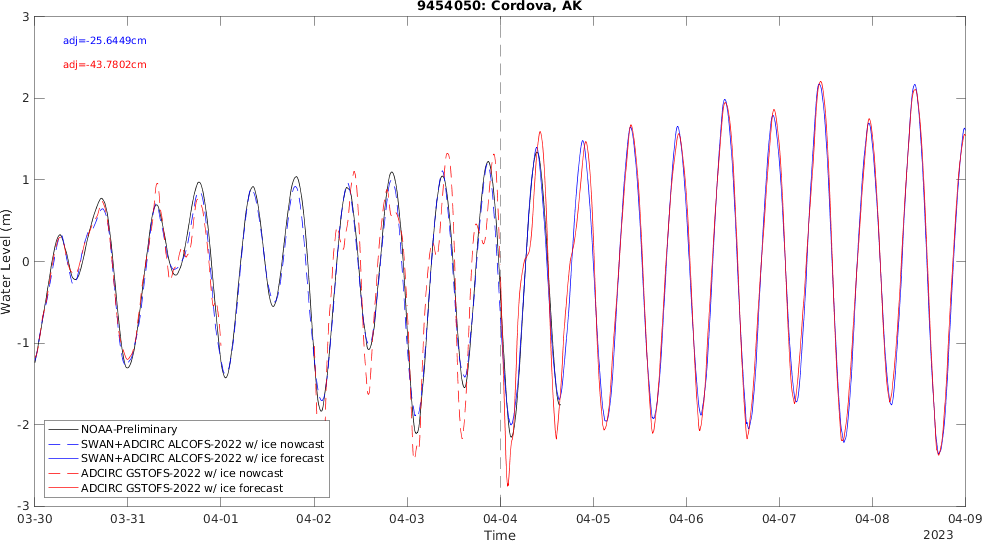 9454050: Cordova, AK
adj=-25.6449cm
adj=-43.7802cm
Water Level (m)
3
2
1
0
-1
-2
-3
NOAA-Preliminary
SWAN+ADCIRC ALCOFS-2022 w/ ice nowcast
SWAN+ADCIRC ALCOFS-2022 w/ ice forecast
ADCIRC GSTOFS-2022 w/ ice nowcast
ADCIRC GSTOFS-2022 w/ ice forecast
03-30 03-31 04-01 04-02 04-03 04-04 04-05 04-06 04-07 04-08 04-09
Time
2023